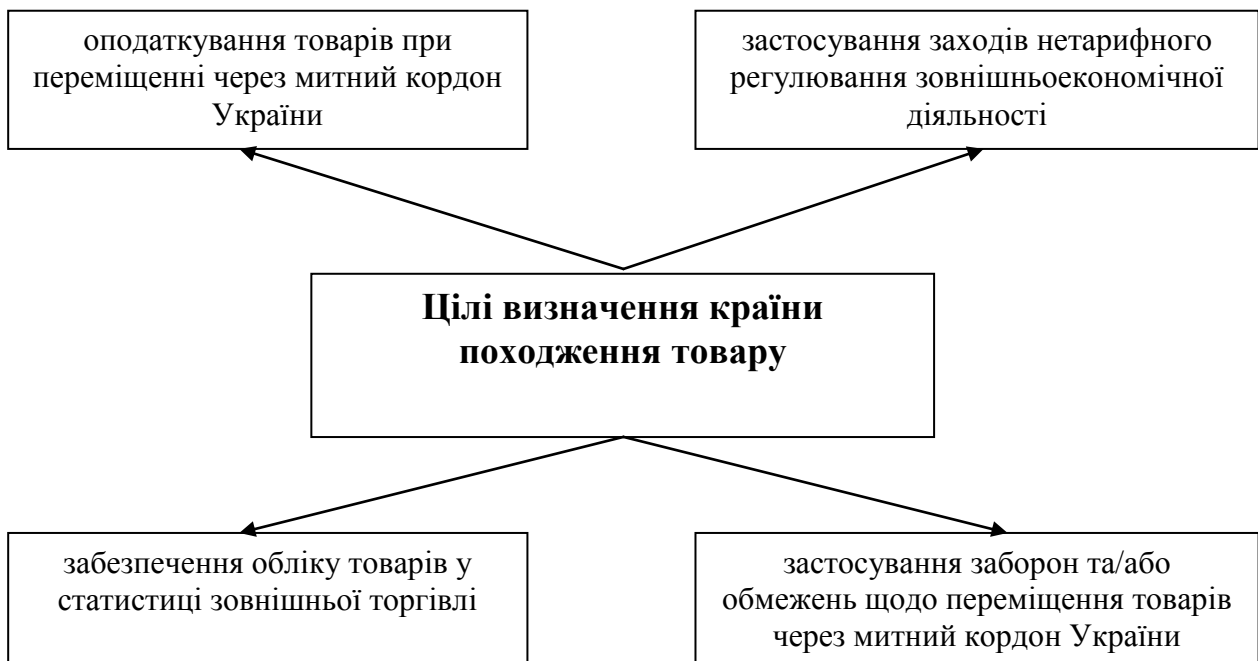 оподаткування товарів при
переміщенні через митний кордон
України
застосування заходів нетарифного
регулювання зовнішньоекономічної
діяльності
Цілі визначення країни
походження товару
забезпечення обліку товарів у
статистиці зовнішньої торгівлі
застосування заборон та/або
обмежень щодо переміщення товарів
через митний кордон України